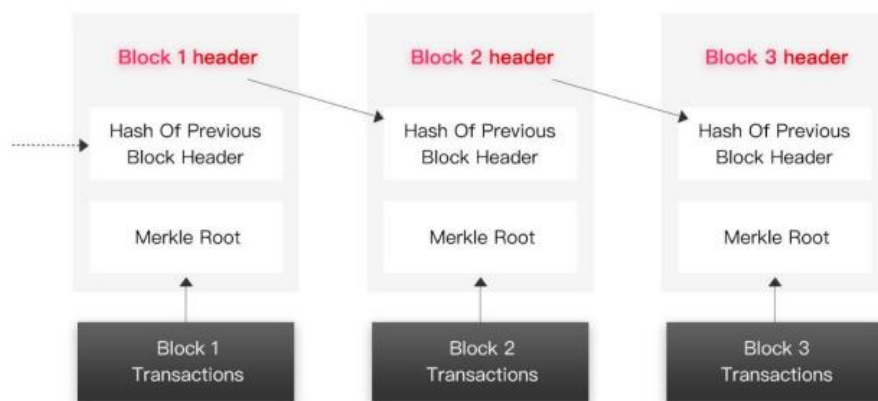 Block 1 header
Block 2 header
Block 3 header
Hash Of Previous
Block Header
Hash Of Previous
Block Header
Hash Of Previous
Block Header
Merkle Root
Merkle Root
Merkle Root
Block 1
Transactions
Block 2
Transactions
Block 3
Transactions